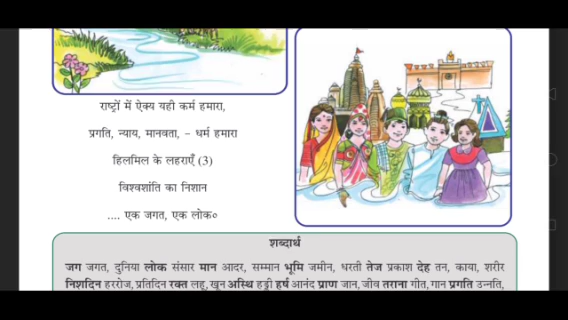 राष्ट्रों में ऐक्य यही कर्म हमारा,
प्रगति, न्याय, मानवता, – धर्म हमारा
हिलमिल के लहराएँ (3)
विश्वशांति का निशान
.... एक जगत, एक लोक०
शब्दार्थ
जग जगत, दुनिया लोक संसार मान आदर, सम्मान भूमि जमीन, धरती तेज प्रकाश देह तन, काया, शरीर
निशदिन हररोज, प्रतिदिन रक्त लहू, खून अस्थि हड्डी हर्ष आनंद प्राण जान, जीव तराना गीत, गान प्रगति उन्नति,